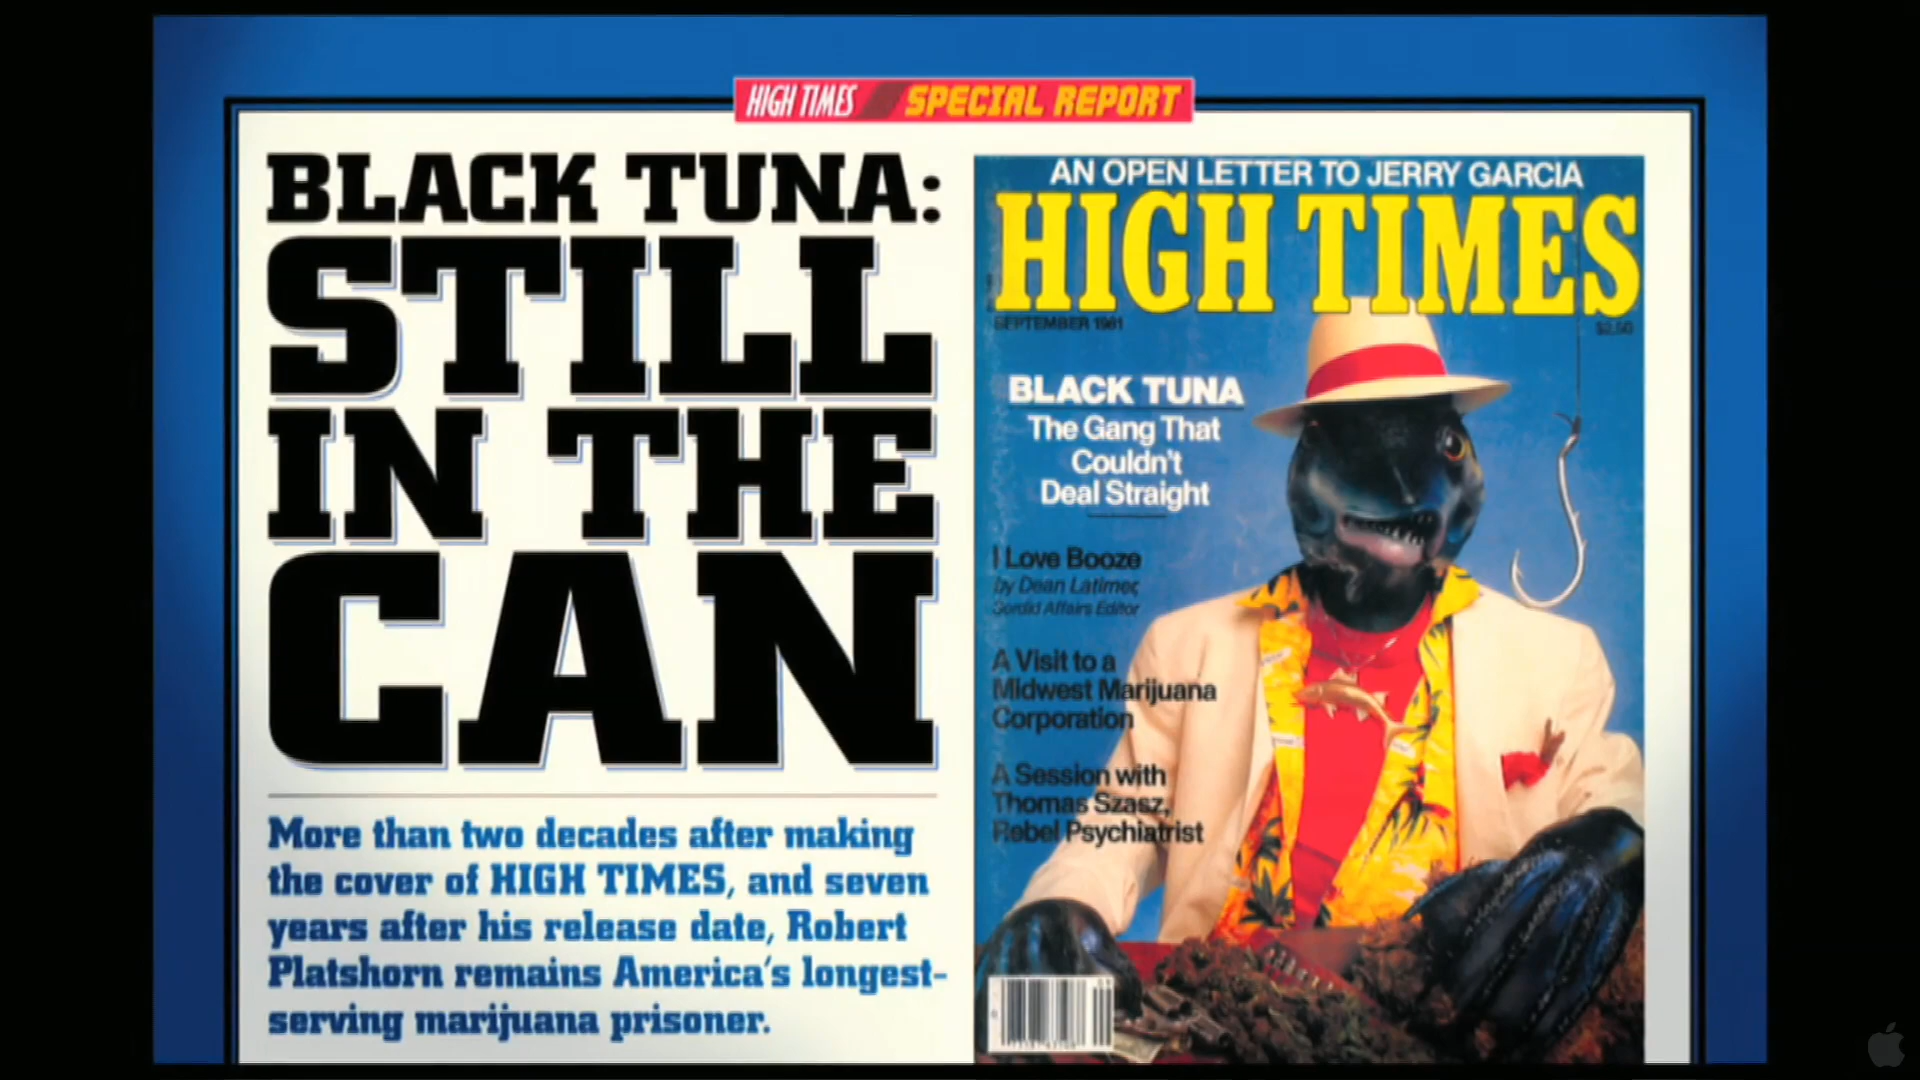 HIGH TIMES SPECIAL REPORT
BLACK TUNA:
STILL
IN THE
CAN
More than two decades after making
the cover of HIGH TIMES, and seven
years after his release date, Robert
Platshorn remains America's longest-
serving marijuana prisoner.
AN OPEN LETTER TO JERRY GARCIA
HIGH TIMES
SEPTEMBER 1981
$2.50
BLACK TUNA
The Gang That
Couldn't
Deal Straight
I Love Booze
by Dean Latimer,
Sordid Affairs Editor
A Visit to a
Midwest Marijuana
Corporation
A Session with
Thomas Szasz,
Rebel Psychiatrist